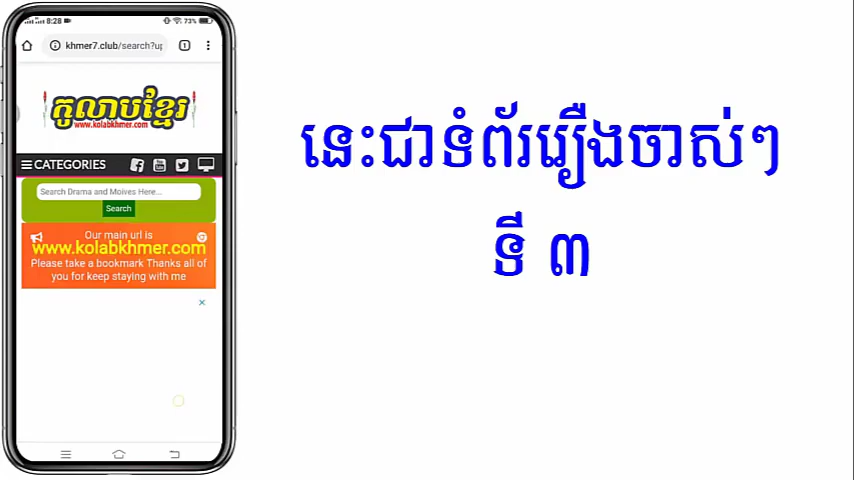 8:28
73%
khmer7.club/search?up
1
កូលាបខ្មែរ
www.kolabkhmer.com
CATEGORIES
Search Drama and Moives Here...
Search
Our main url is
www.kolabkhmer.com
Please take a bookmark Thanks all of
you for keep staying with me
នេះជាទំព័ររឿងចាស់ៗ
ទី ៣